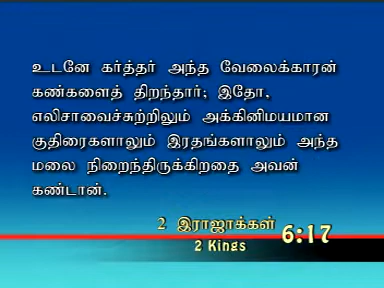 உடனே கர்த்தர் அந்த வேலைக்காரன்
கண்களைத் திறந்தார்; இதோ,
எலிசாவைச்சுற்றிலும் அக்கினிமயமான
குதிரைகளாலும் இரதங்களாலும் அந்த
மலை நிறைந்திருக்கிறதை அவன்
கண்டான்.
2 இராஜாக்கள் 6:17
2 Kings